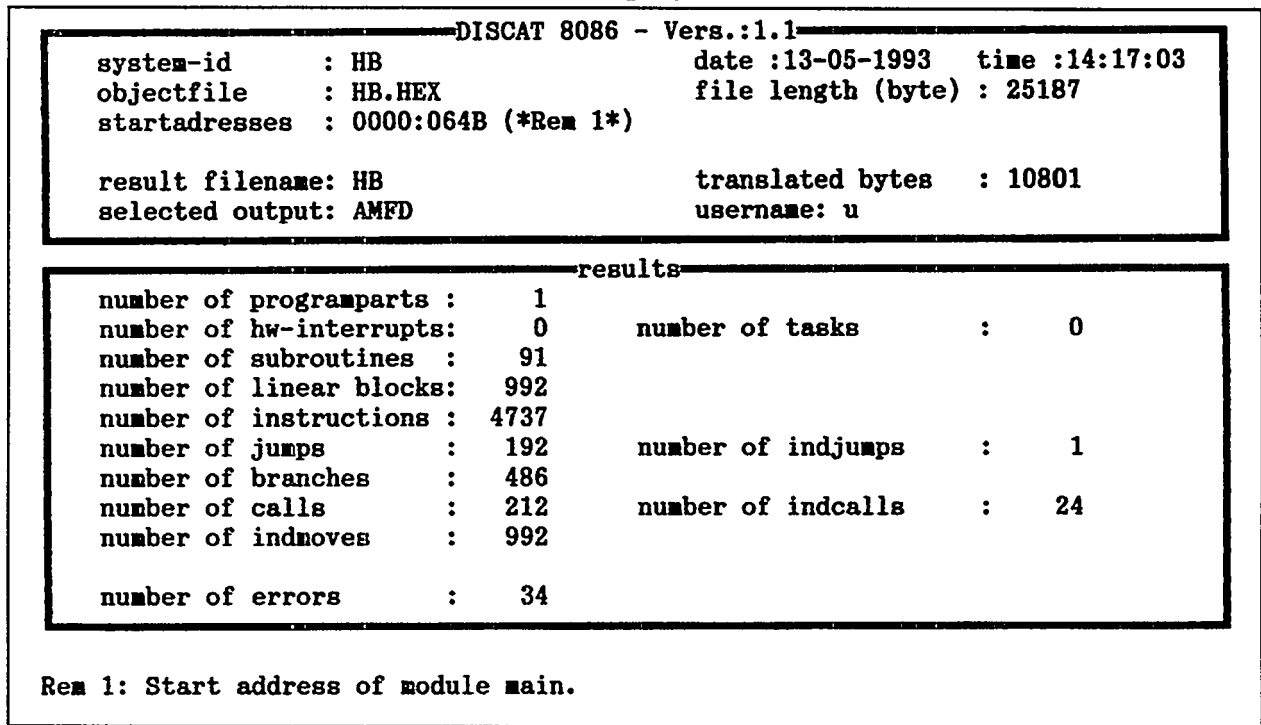 DISCAT 8086 - Vers.:1.1
system-id : HB date :13-05-1993 time :14:17:03
objectfile : HB.HEX file length (byte) : 25187
startadresses : 0000:064B (*Rem 1*)
result filename: HB translated bytes : 10801
selected output: AMFD username: u
results
number of programparts : 1
number of hw-interrupts: 0 number of tasks : 0
number of subroutines : 91
number of linear blocks: 992
number of instructions : 4737
number of jumps : 192 number of indjumps : 1
number of branches : 486
number of calls : 212 number of indcalls : 24
number of indmoves : 992
number of errors : 34
Rem 1: Start address of module main.